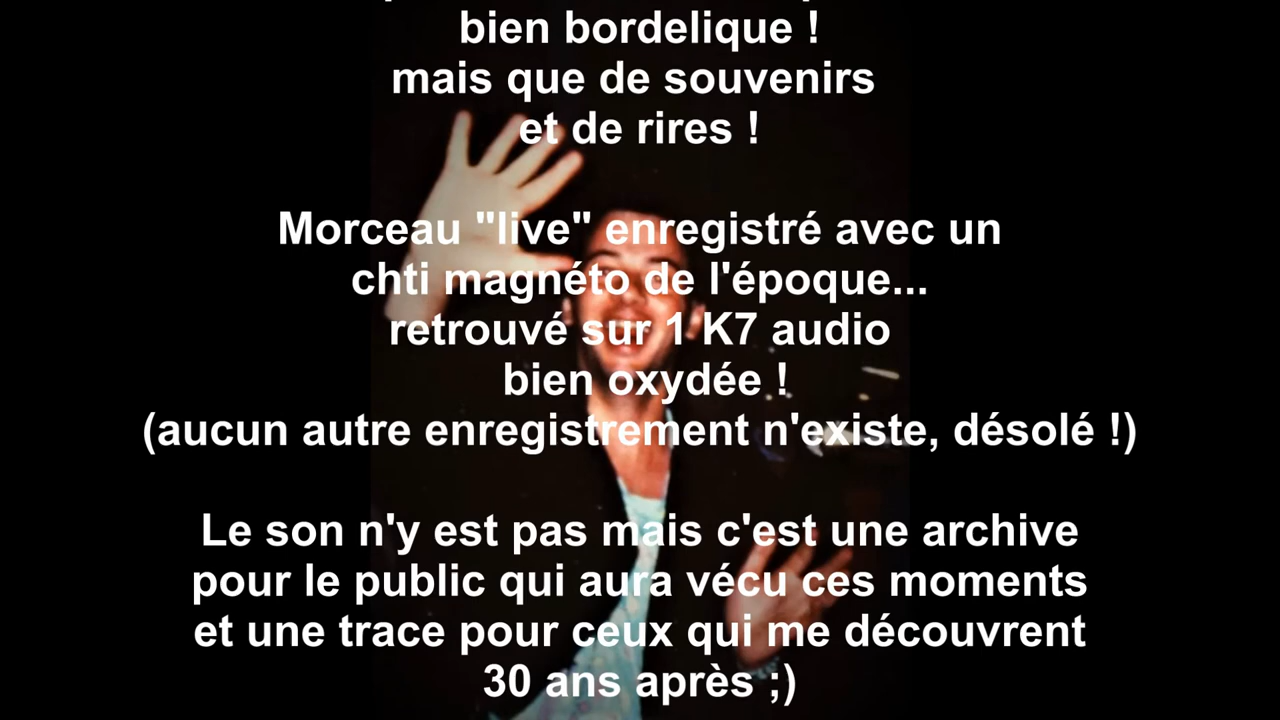 bien bordelique !
mais que de souvenirs
et de rires !
Morceau "live" enregistré avec un
chti magnéto de l'époque...
retrouvé sur 1 K7 audio
bien oxydée !
(aucun autre enregistrement n'existe, désolé !)
Le son n'y est pas mais c'est une archive
pour le public qui aura vécu ces moments
et une trace pour ceux qui me découvrent
30 ans après ;)